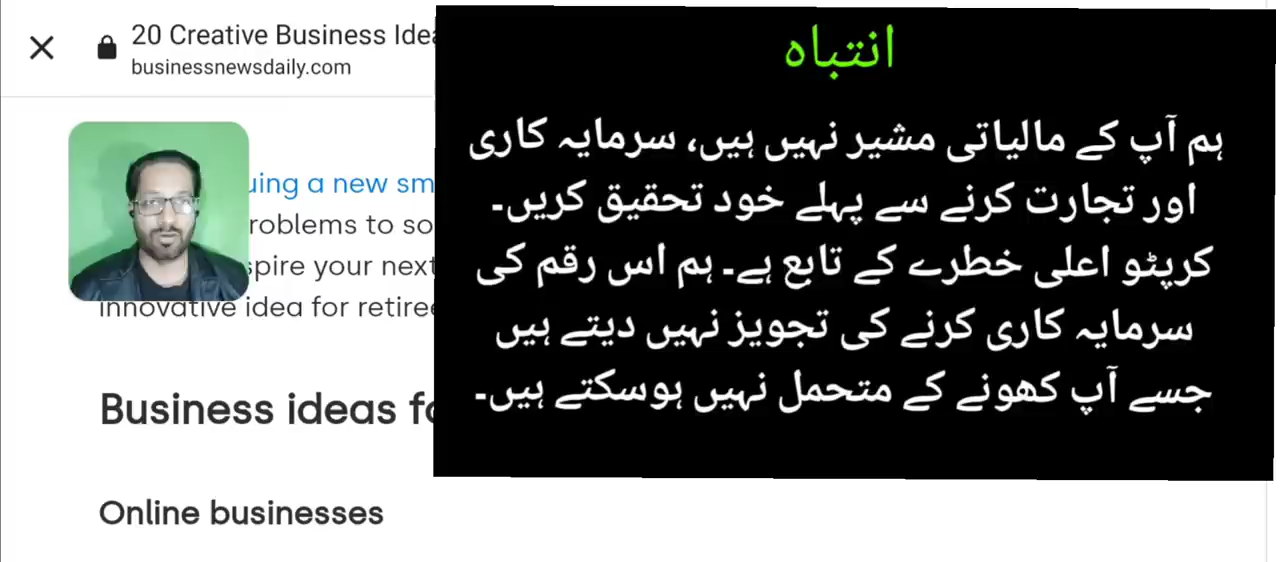 20 Creative Business Ide
businessnewsdaily.com
انتباہ
ہم آپ کے مالیاتی مشیر نہیں ہیں، سرمایہ کاری
اور تجارت کرنے سے پہلے خود تحقیق کریں۔
کرپٹو اعلی خطرے کے تابع ہے۔ ہم اس رقم کی
سرمایہ کاری کرنے کی تجویز نہیں دیتے ہیں
جسے آپ کھونے کے متحمل نہیں ہوسکتے ہیں۔
uing a new sm
roblems to so
spire your next
innovative idea for retiree
Business ideas fo
Online businesses